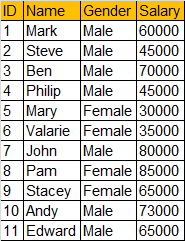 ID Name Gender Salary
1 Mark Male 60000
2 Steve Male 45000
3 Ben Male 70000
4 Philip Male 45000
5 Mary Female 30000
6 Valarie Female 35000
7 John Male 80000
8 Pam Female 85000
9 Stacey Female 65000
10 Andy Male 73000
11 Edward Male 65000